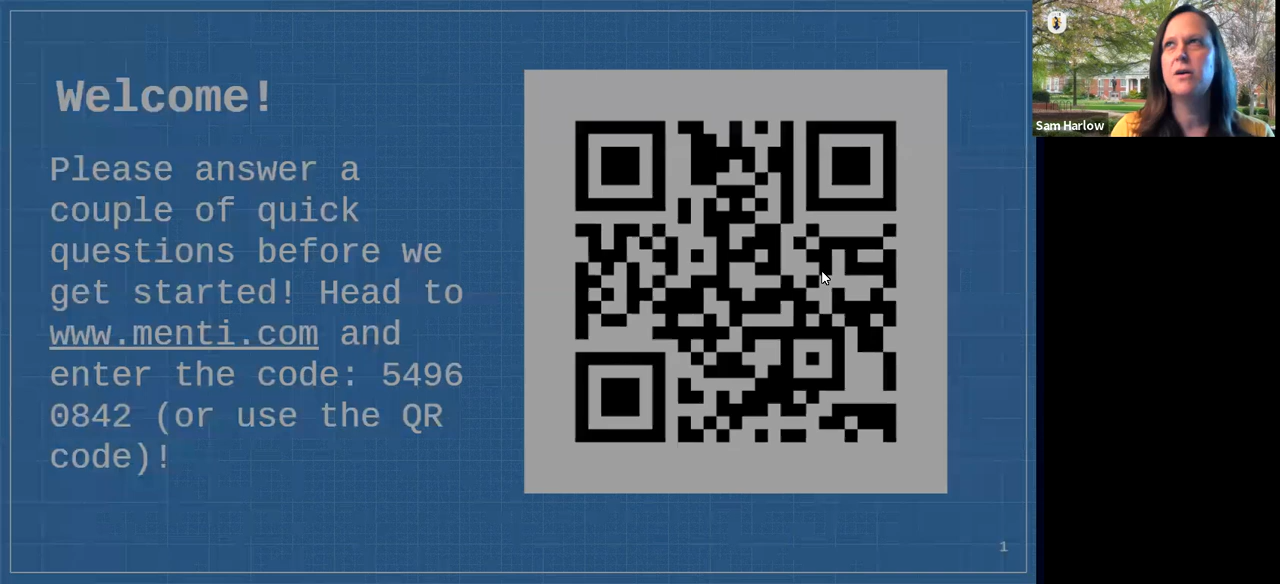 Welcome!
Please answer a
couple of quick
questions before we
get started! Head to
www.menti.com and
enter the code: 5496
0842 (or use the QR
code)!
1
Sam Harlow